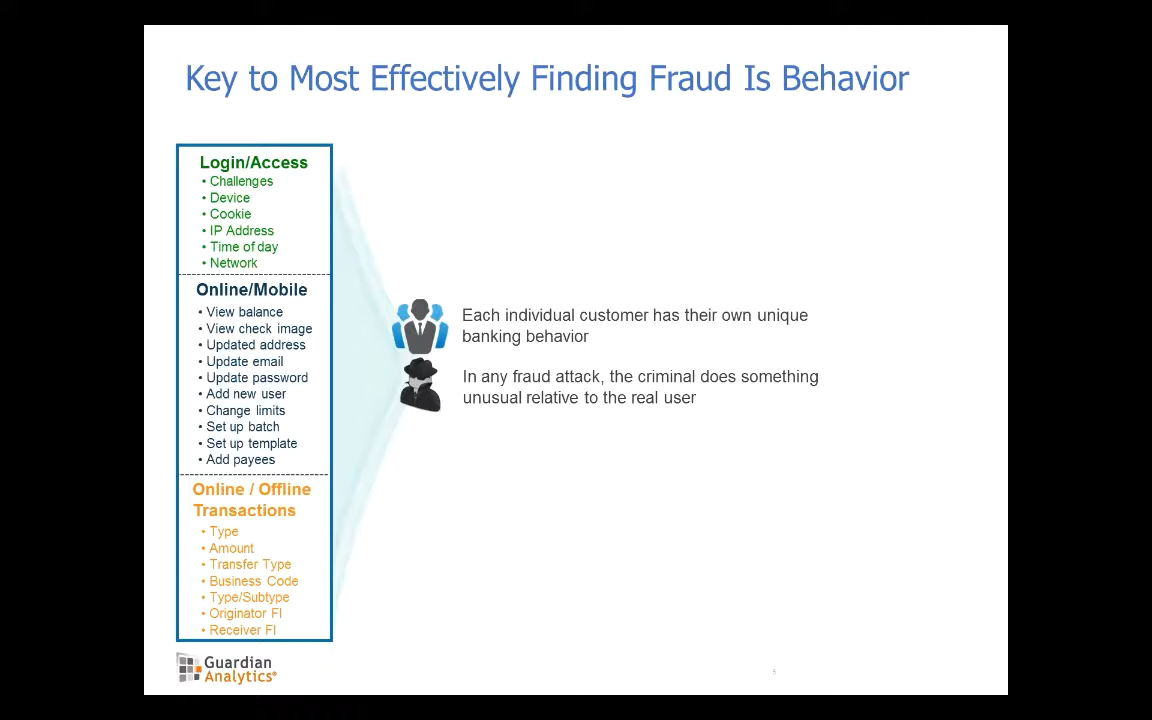 Key to Most Effectively Finding Fraud Is Behavior
Login/Access
• Challenges
• Device
• Cookie
• IP Address
• Time of day
• Network
Online/Mobile
• View balance
• View check image
• Updated address
• Update email
• Update password
• Add new user
• Change limits
• Set up batch
• Set up template
• Add payees
Online / Offline
Transactions
• Type
• Amount
• Transfer Type
• Business Code
• Type/Subtype
• Originator FI
• Receiver FI
Each individual customer has their own unique
banking behavior
In any fraud attack, the criminal does something
unusual relative to the real user
Guardian
Analytics®
5